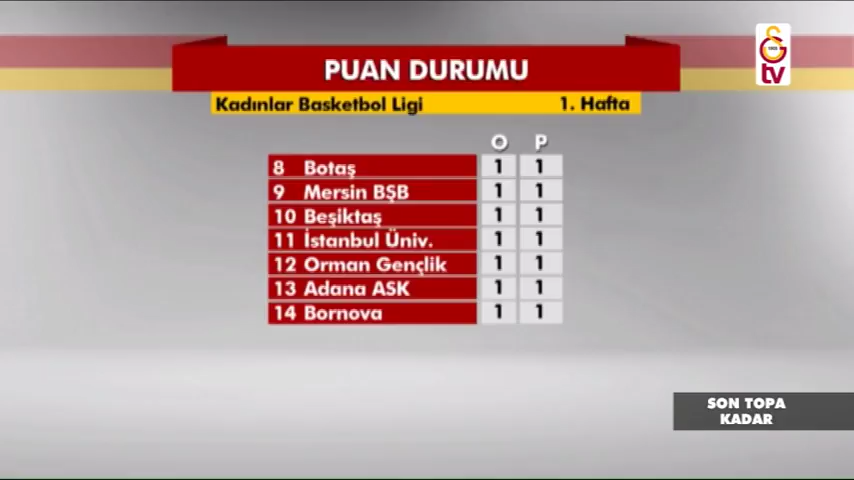 PUAN DURUMU
tv
Kadınlar Basketbol Ligi 1. Hafta
O P
8 Botaş 1 1
9 Mersin BŞB 1 1
10 Beşiktaş 1 1
11 İstanbul Üniv. 1 1
12 Orman Gençlik 1 1
13 Adana ASK 1 1
14 Bornova 1 1
SON TOPA
KADAR